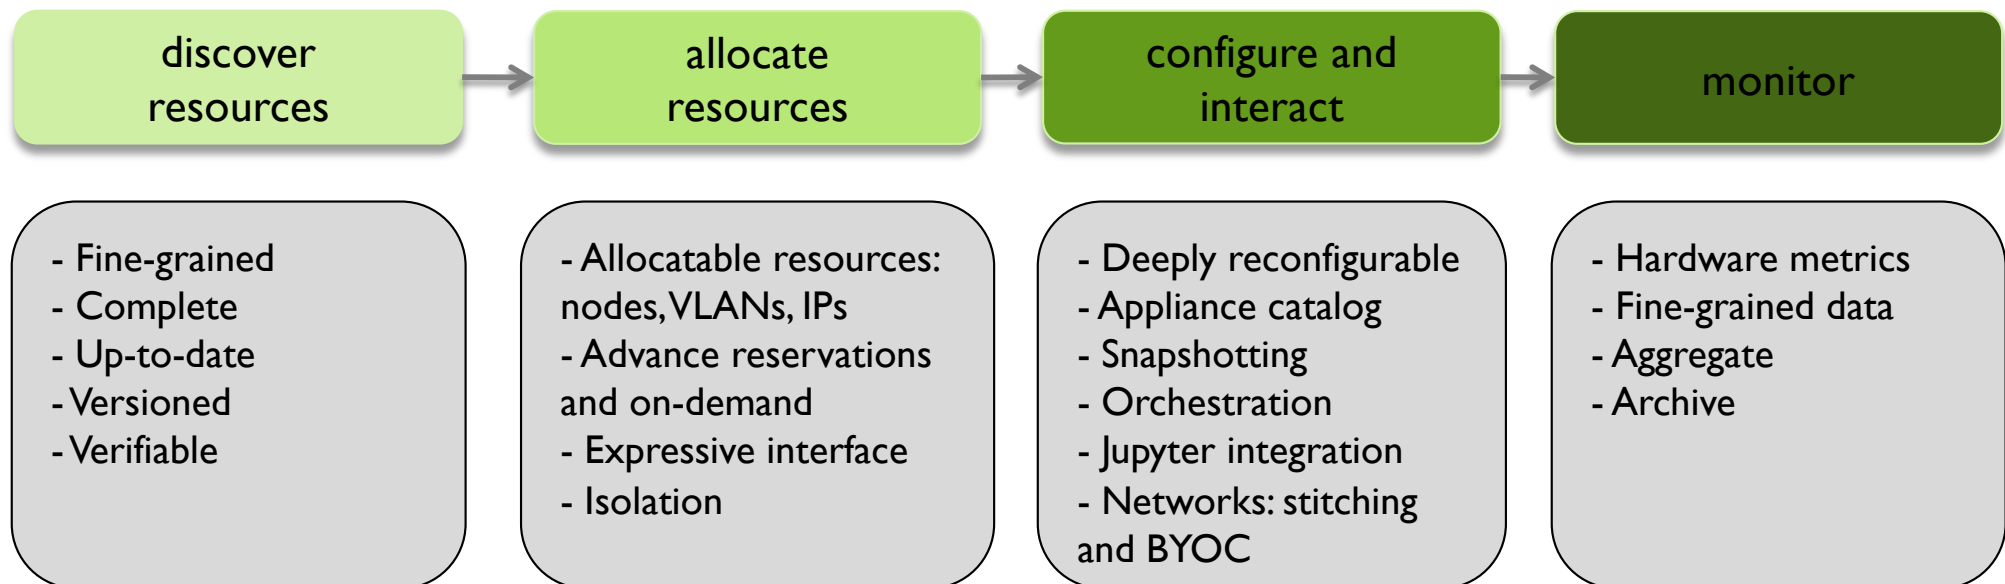 discover
resources
allocate
resources
configure and
interact
monitor
- Fine-grained
- Complete
- Up-to-date
- Versioned
- Verifiable
- Allocatable resources:
nodes, VLANs, IPs
- Advance reservations
and on-demand
- Expressive interface
- Isolation
- Deeply reconfigurable
- Appliance catalog
- Snapshotting
- Orchestration
- Jupyter integration
- Networks: stitching
and BYOC
- Hardware metrics
- Fine-grained data
- Aggregate
- Archive